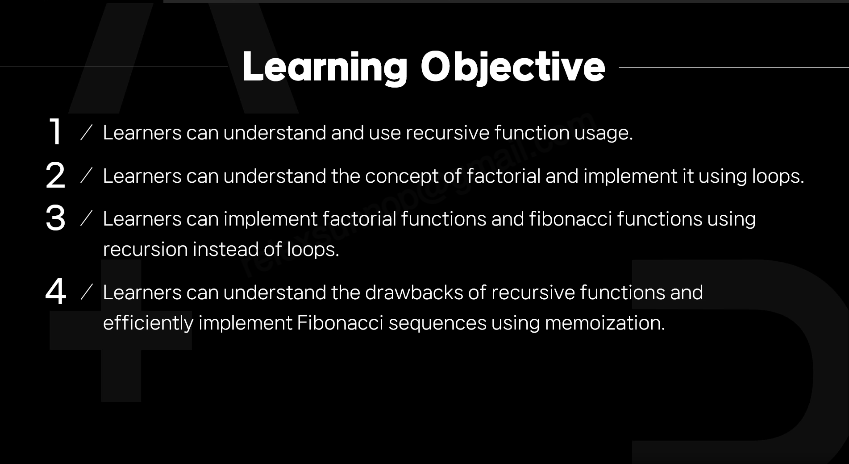 Learning Objective
1 / Learners can understand and use recursive function usage.
2 / Learners can understand the concept of factorial and implement it using loops.
3 / Learners can implement factorial functions and fibonacci functions using
recursion instead of loops.
4 / Learners can understand the drawbacks of recursive functions and
efficiently implement Fibonacci sequences using memoization.